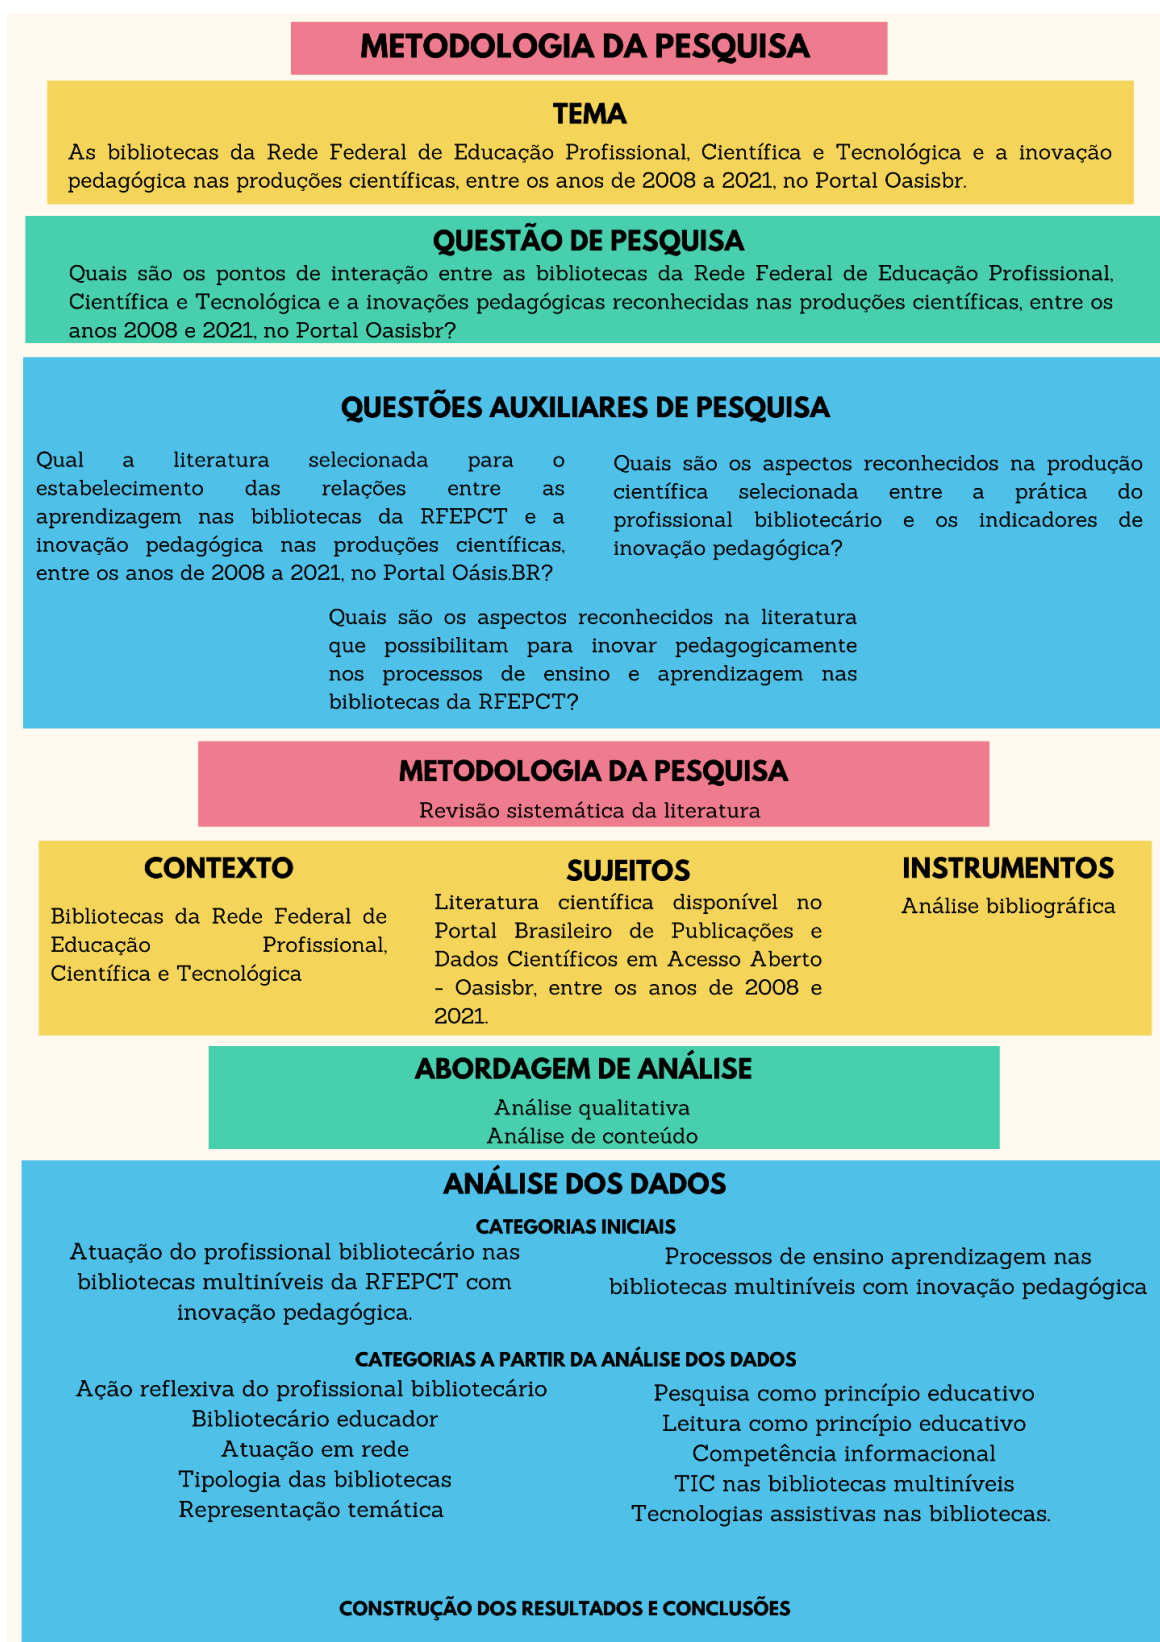 METODOLOGIA DA PESQUISA
TEMA
As bibliotecas da Rede Federal de Educação Profissional, Científica e Tecnológica e a inovação
pedagógica nas produções científicas, entre os anos de 2008 a 2021, no Portal Oasisbr.
QUESTÃO DE PESQUISA
Quais são os pontos de interação entre as bibliotecas da Rede Federal de Educação Profissional,
Científica e Tecnológica e a inovações pedagógicas reconhecidas nas produções científicas, entre os
anos 2008 e 2021, no Portal Oasisbr?
QUESTÕES AUXILIARES DE PESQUISA
Qual a literatura selecionada para o
estabelecimento das relações entre as
aprendizagem nas bibliotecas da RFEPCT e a
inovação pedagógica nas produções científicas,
entre os anos de 2008 a 2021, no Portal Oásis.BR?
Quais são os aspectos reconhecidos na produção
científica selecionada entre a prática do
profissional bibliotecário e os indicadores de
inovação pedagógica?
Quais são os aspectos reconhecidos na literatura
que possibilitam para inovar pedagogicamente
nos processos de ensino e aprendizagem nas
bibliotecas da RFEPCT?
METODOLOGIA DA PESQUISA
Revisão sistemática da literatura
CONTEXTO
Bibliotecas da Rede Federal de
Educação Profissional,
Científica e Tecnológica
SUJEITOS
Literatura científica disponível no
Portal Brasileiro de Publicações e
Dados Científicos em Acesso Aberto
- Oasisbr, entre os anos de 2008 e
2021.
INSTRUMENTOS
Análise bibliográfica
ABORDAGEM DE ANÁLISE
Análise qualitativa
Análise de conteúdo
ANÁLISE DOS DADOS
CATEGORIAS INICIAIS
Atuação do profissional bibliotecário nas
bibliotecas multiníveis da RFEPCT com
inovação pedagógica.
Processos de ensino aprendizagem nas
bibliotecas multiníveis com inovação pedagógica
CATEGORIAS A PARTIR DA ANÁLISE DOS DADOS
Ação reflexiva do profissional bibliotecário
Bibliotecário educador
Atuação em rede
Tipologia das bibliotecas
Representação temática
Pesquisa como princípio educativo
Leitura como princípio educativo
Competência informacional
TIC nas bibliotecas multiníveis
Tecnologias assistivas nas bibliotecas.
CONSTRUÇÃO DOS RESULTADOS E CONCLUSÕES